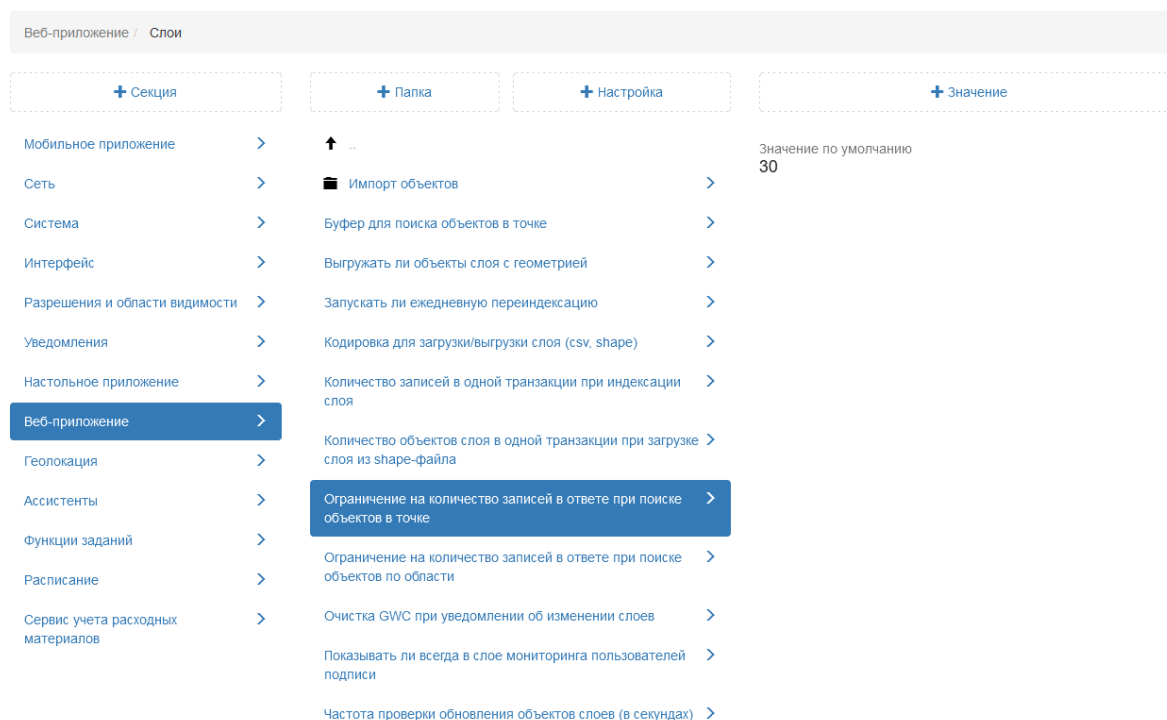 Веб-приложение / Слои
+ Секция
+ Папка
+ Настройка
+ Значение
Мобильное приложение
Сеть
Система
Интерфейс
Разрешения и области видимости
Уведомления
Настольное приложение
Веб-приложение
Геолокация
Ассистенты
Функции заданий
Расписание
Сервис учета расходных
материалов
..
Импорт объектов
Буфер для поиска объектов в точке
Выгружать ли объекты слоя с геометрией
Запускать ли ежедневную переиндексацию
Кодировка для загрузки/выгрузки слоя (csv, shape)
Количество записей в одной транзакции при индексации
слоя
Количество объектов слоя в одной транзакции при загрузке
слоя из shape-файла
Ограничение на количество записей в ответе при поиске
объектов в точке
Ограничение на количество записей в ответе при поиске
объектов по области
Очистка GWC при уведомлении об изменении слоев
Показывать ли всегда в слое мониторинга пользователей
подписи
Частота проверки обновления объектов слоев (в секундах)
Значение по умолчанию
30